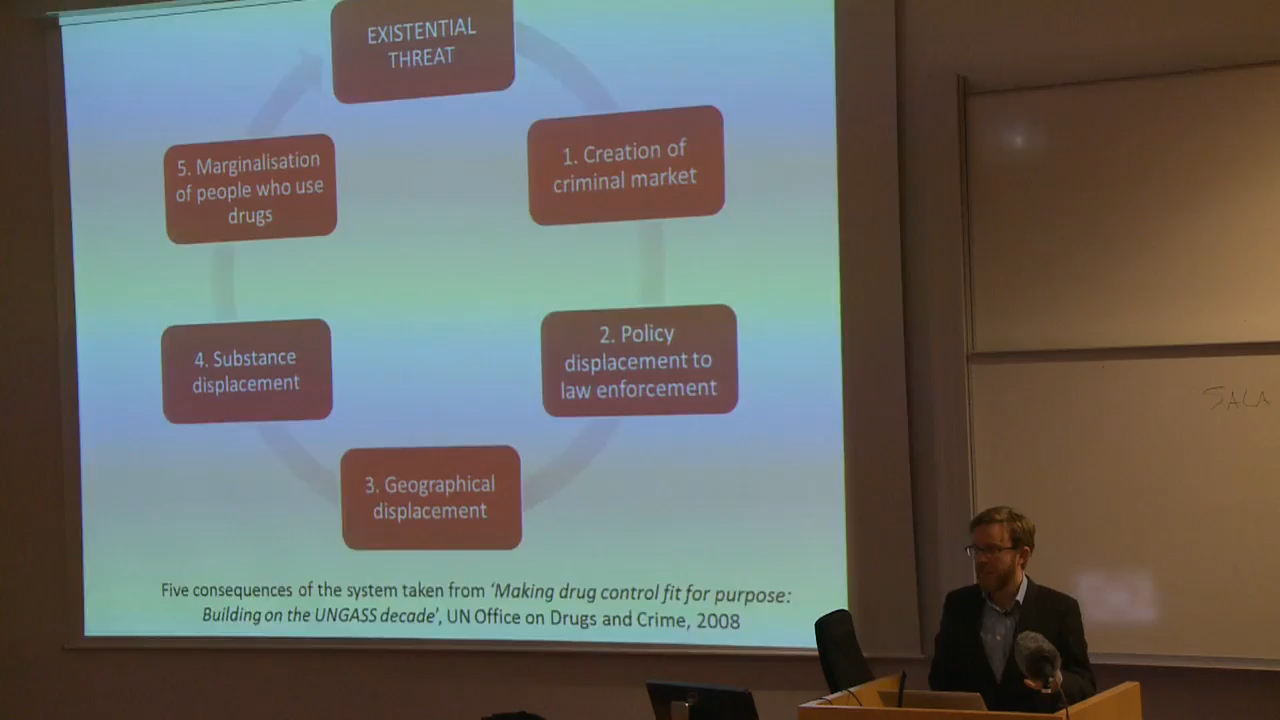 EXISTENTIAL
THREAT
1. Creation of
criminal market
2. Policy
displacement to
law enforcement
3. Geographical
displacement
4. Substance
displacement
5. Marginalisation
of people who use
drugs
Five consequences of the system taken from ‘Making drug control fit for purpose:
Building on the UNGASS decade’, UN Office on Drugs and Crime, 2008